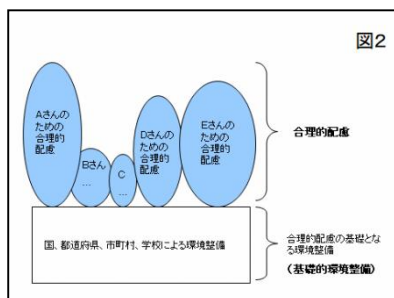 図2
Aさんの
ための
合理的
配慮
Bさん
…
C
…
Dさんの
ための
合理的
配慮
Eさんの
ための
合理的
配慮
合理的配慮
国、都道府県、市町村、学校による環境整備
合理的配慮の基礎とな
る環境整備
(基礎的環境整備)